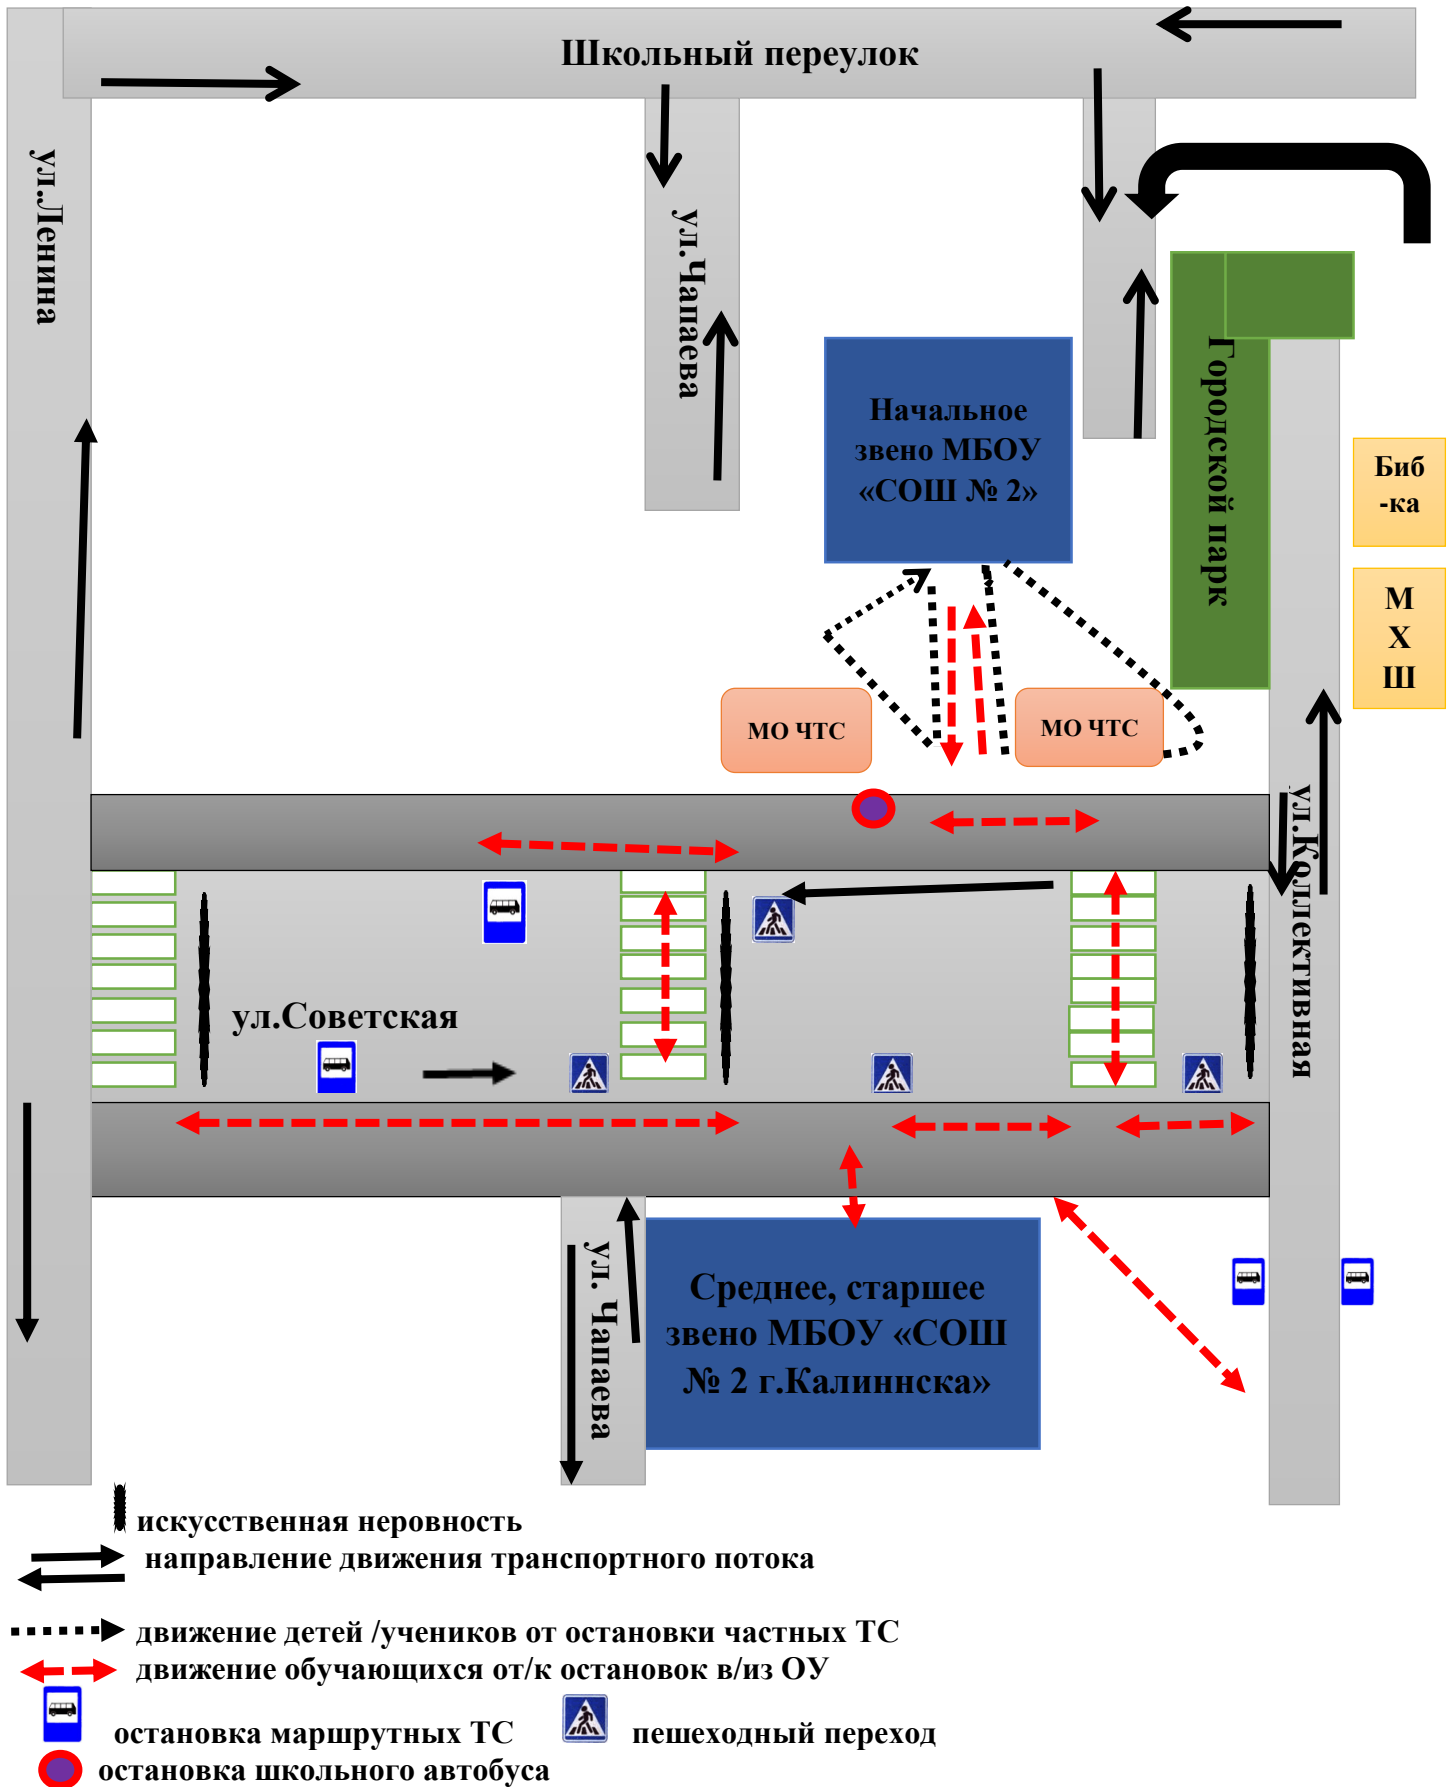 Школьный переулок
ул.Ленина
ул.Чапаева
Начальное
звено МБОУ
«СОШ № 2»
Городской парк
Биб
-ка
М
Х
Ш
МО ЧТС
МО ЧТС
ул.Коллективная
ул.Советская
ул. Чапаева
Среднее, старшее
звено МБОУ «СОШ
№ 2 г.Калиннска»
искусственная неровность
направление движения транспортного потока
движение детей /учеников от остановки частных ТС
движение обучающихся от/к остановок в/из ОУ
остановка маршрутных ТС
пешеходный переход
остановка школьного автобуса